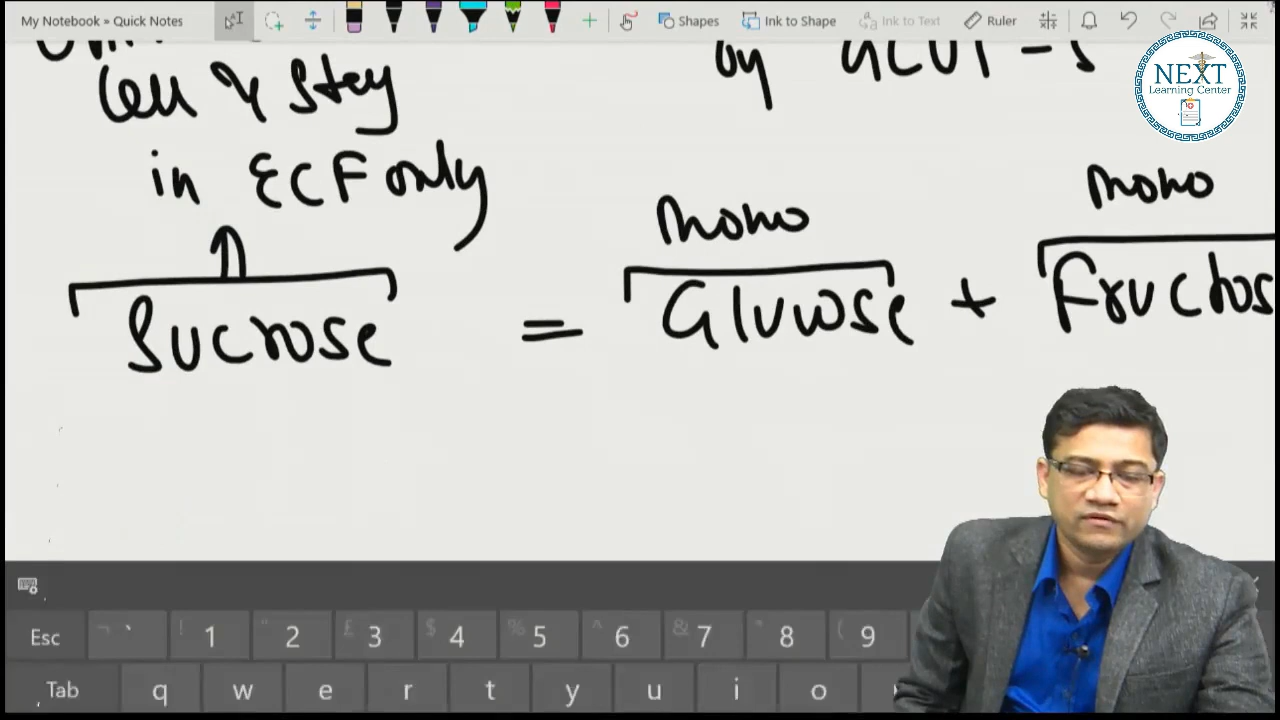 My Notebook » Quick Notes
Shapes
Ink to Shape
Ink to Text
Ruler
NEXT
Learning Center
by GLUT-5
Cell & Stay
in ECF only
mono
mono
Sucrose = Glucose + Fructos
Esc ` 1 2 3 4 5 6 7 8 9
Tab q w e r t y u i o